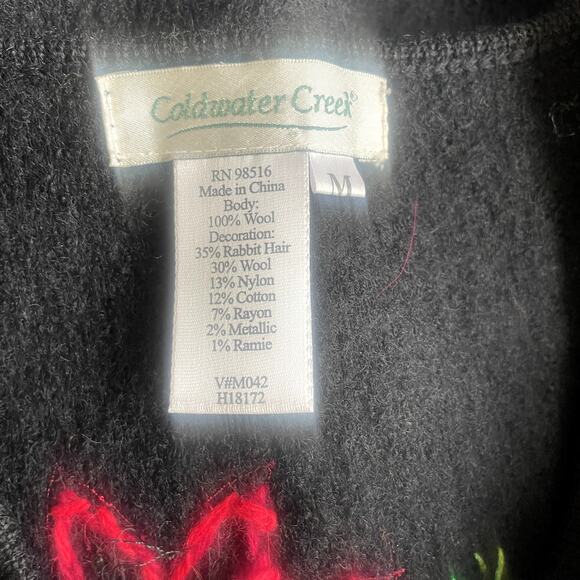 Coldwater Creek®
M
RN 98516
Made in China
Body:
100% Wool
Decoration:
35% Rabbit Hair
30% Wool
13% Nylon
12% Cotton
7% Rayon
2% Metallic
1% Ramie
V#M042
H18172